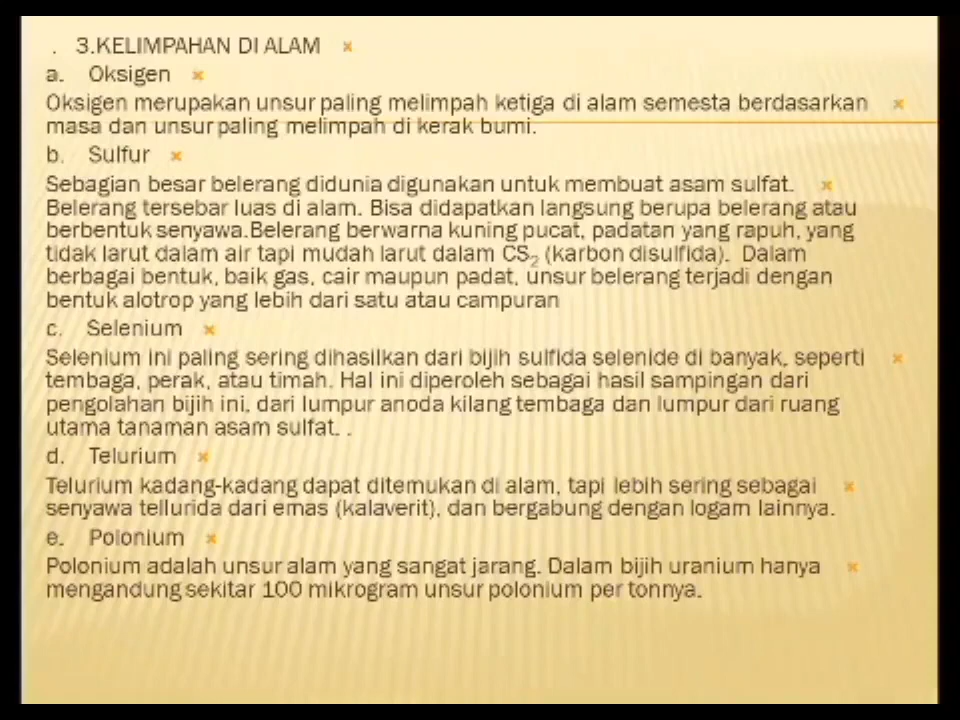 . 3.KELIMPAHAN DI ALAM
a. Oksigen
Oksigen merupakan unsur paling melimpah ketiga di alam semesta berdasarkan
masa dan unsur paling melimpah di kerak bumi.
b. Sulfur
Sebagian besar belerang didunia digunakan untuk membuat asam sulfat.
Belerang tersebar luas di alam. Bisa didapatkan langsung berupa belerang atau
berbentuk senyawa.Belerang berwarna kuning pucat, padatan yang rapuh, yang
tidak larut dalam air tapi mudah larut dalam CS₂ (karbon disulfida). Dalam
berbagai bentuk, baik gas, cair maupun padat, unsur belerang terjadi dengan
bentuk alotrop yang lebih dari satu atau campuran
c. Selenium
Selenium ini paling sering dihasilkan dari bijih sulfida selenide di banyak, seperti
tembaga, perak, atau timah. Hal ini diperoleh sebagai hasil sampingan dari
pengolahan bijih ini, dari lumpur anoda kilang tembaga dan lumpur dari ruang
utama tanaman asam sulfat. .
d. Telurium
Telurium kadang-kadang dapat ditemukan di alam, tapi lebih sering sebagai
senyawa tellurida dari emas (kalaverit), dan bergabung dengan logam lainnya.
e. Polonium
Polonium adalah unsur alam yang sangat jarang. Dalam bijih uranium hanya
mengandung sekitar 100 mikrogram unsur polonium per tonnya.